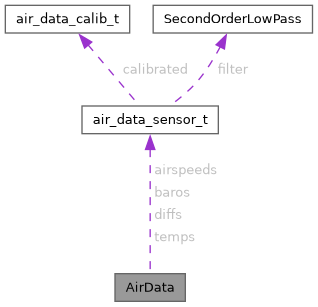 air_data_calib_t
SecondOrderLowPass
calibrated
filter
air_data_sensor_t
airspeeds
baros
diffs
temps
AirData